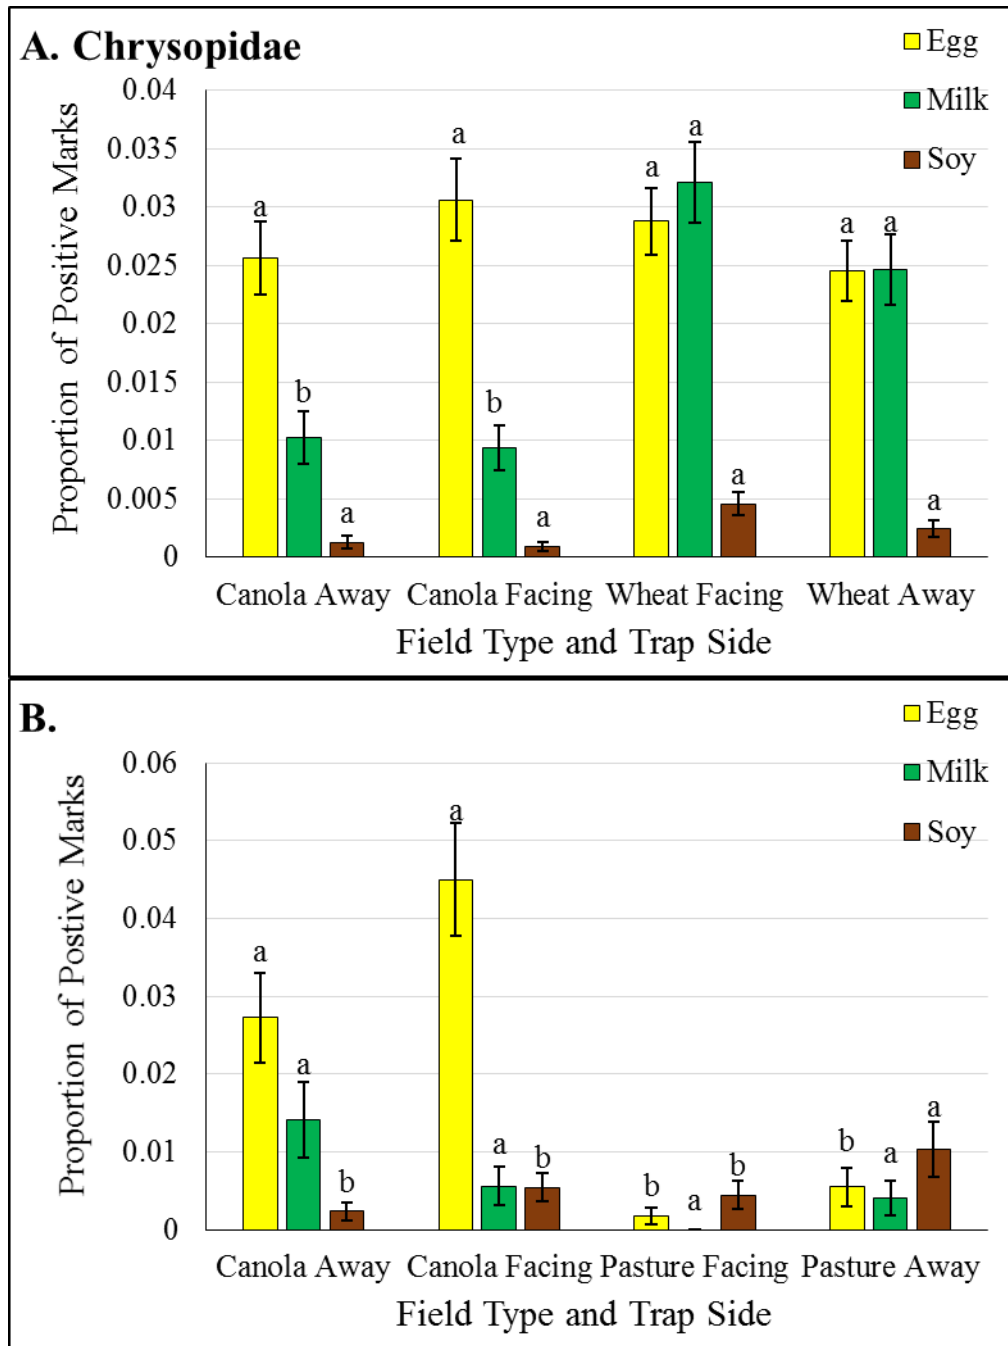 A. Chrysopidae
Egg
Milk
Soy
Proportion of Positive Marks
0.04
0.035
0.03
0.025
0.02
0.015
0.01
0.005
0
a
b
a
a
b
a
a
a
a
a
a
a
Canola Away
Canola Facing
Wheat Facing
Wheat Away
Field Type and Trap Side
B.
Egg
Milk
Soy
Proportion of Postive Marks
0.06
0.05
0.04
0.03
0.02
0.01
0
a
a
b
a
a
b
b
a
b
b
a
a
Canola Away
Canola Facing
Pasture Facing
Pasture Away
Field Type and Trap Side